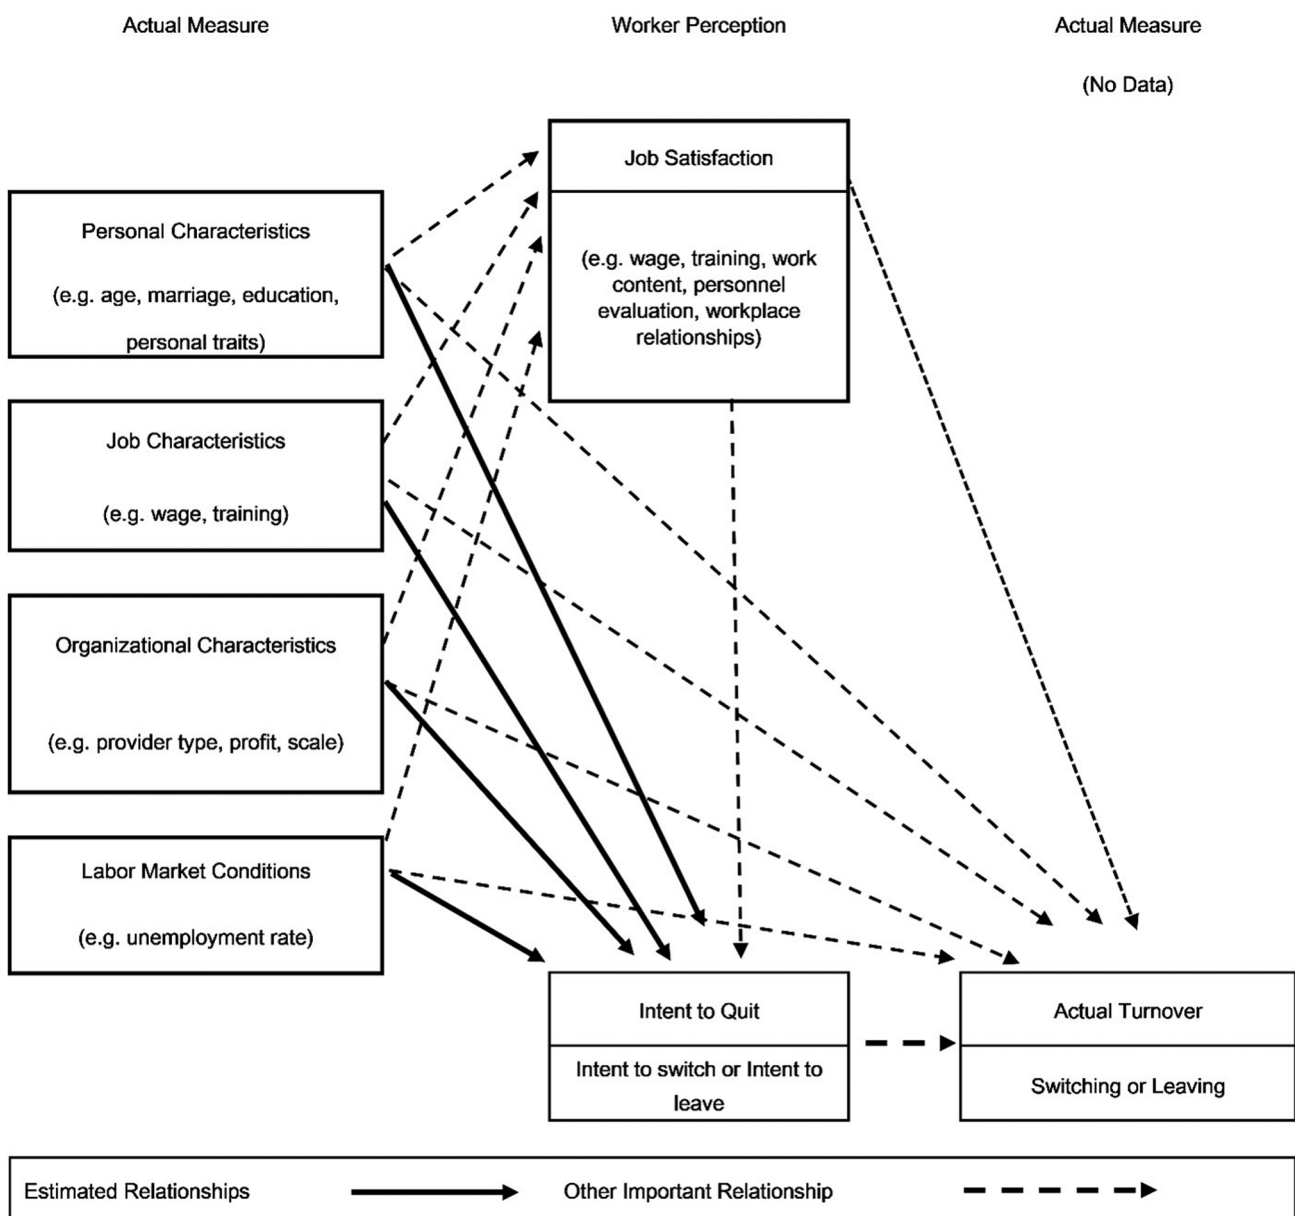 Actual Measure
Worker Perception
Actual Measure
(No Data)
Job Satisfaction
(e.g. wage, training, work
content, personnel
evaluation, workplace
relationships)
Personal Characteristics
(e.g. age, marriage, education,
personal traits)
Job Characteristics
(e.g. wage, training)
Organizational Characteristics
(e.g. provider type, profit, scale)
Labor Market Conditions
(e.g. unemployment rate)
Intent to Quit
Intent to switch or Intent to
leave
Actual Turnover
Switching or Leaving
Estimated Relationships
Other Important Relationship